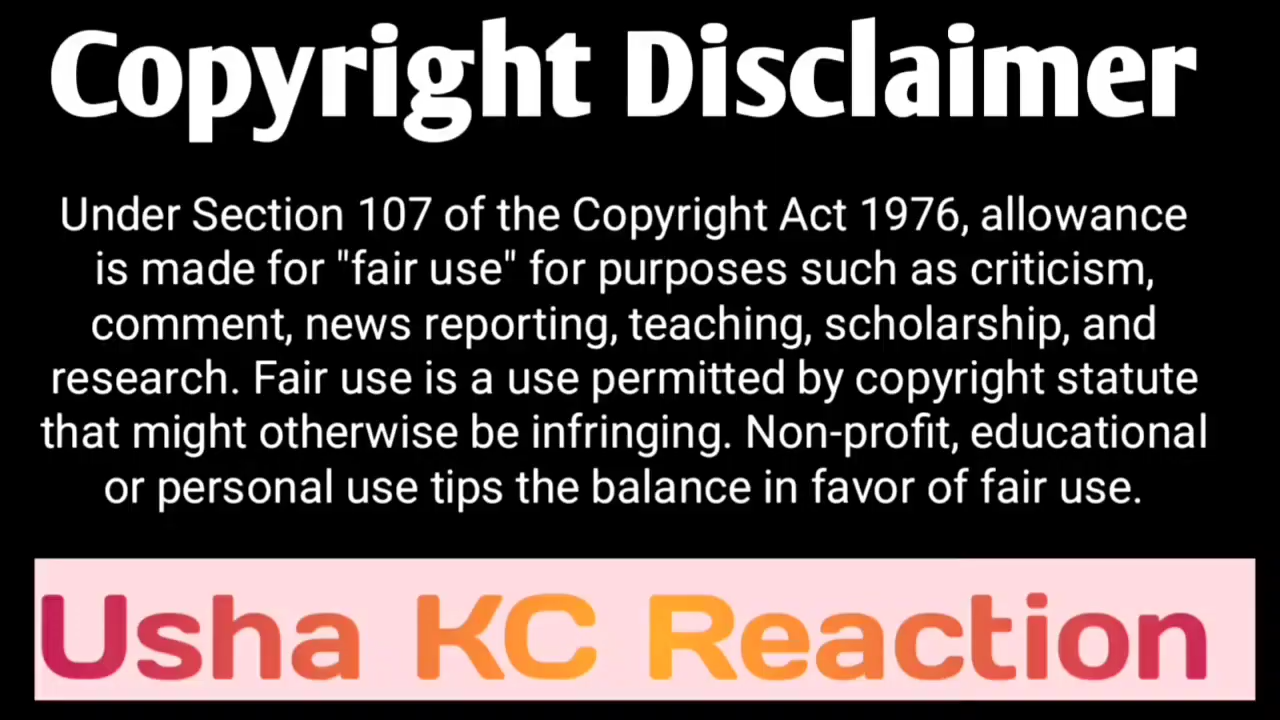 Copyright Disclaimer
Under Section 107 of the Copyright Act 1976, allowance
is made for "fair use" for purposes such as criticism,
comment, news reporting, teaching, scholarship, and
research. Fair use is a use permitted by copyright statute
that might otherwise be infringing. Non-profit, educational
or personal use tips the balance in favor of fair use.
Usha KC Reaction